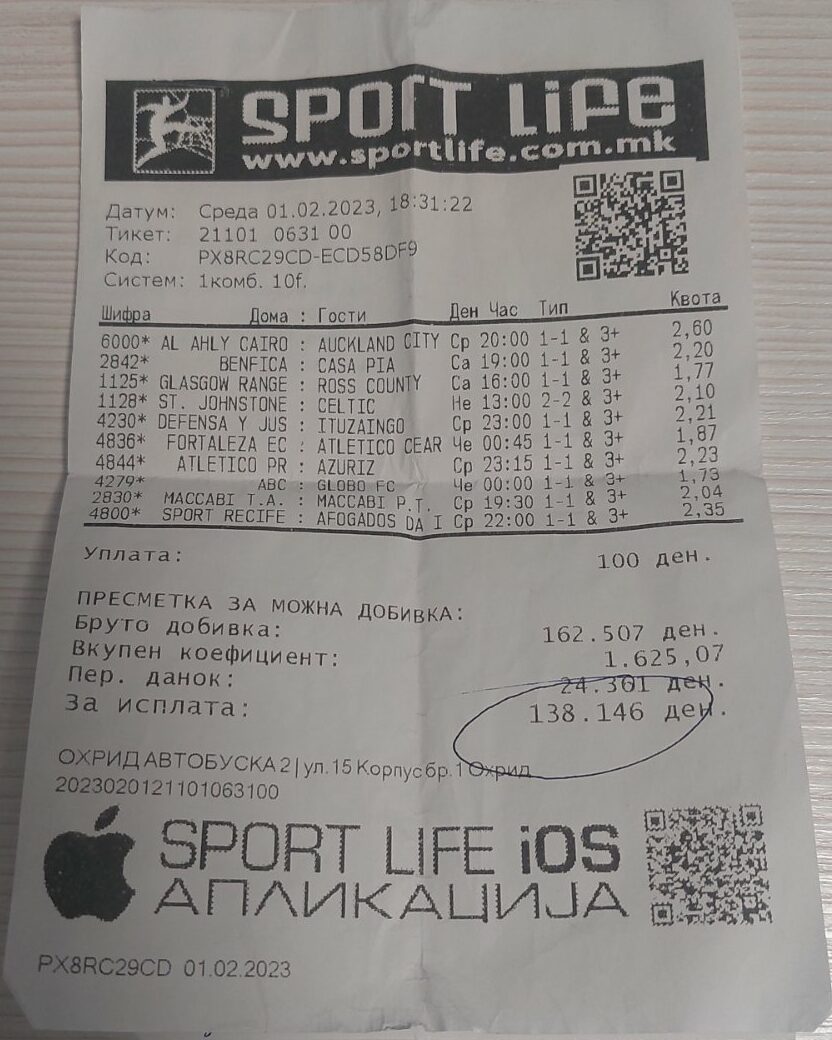 SPORT LIFE
www.sportlife.com.mk
Датум: Среда 01.02.2023, 18:31:22
Тикет: 21101 0631 00
Код: PX8RC29CD-ECD58DF9
Систем: 1комб. 10f.
Шифра Дома : Гости Ден Час Тип Квота
6000* AL AHLY CAIRO : AUCKLAND CITY Ср 20:00 1-1 & 3+ 2,60
2842* BENFICA : CASA PIA Са 19:00 1-1 & 3+ 2,20
1125* GLASGOW RANGE : ROSS COUNTY Са 16:00 1-1 & 3+ 1,77
1128* ST. JOHNSTONE : CELTIC Не 13:00 2-2 & 3+ 2,10
4230* DEFENSA Y JUS : ITUZAINGO Ср 23:00 1-1 & 3+ 2,21
4836* FORTALEZA EC : ATLETICO CEAR Че 00:45 1-1 & 3+ 1,87
4844* ATLETICO PR : AZURIZ Ср 23:15 1-1 & 3+ 2,23
4279* ABC : GLOBO FC Че 00:00 1-1 & 3+ 1,73
2830* MACCABI T.A. : MACCABI P.T. Ср 19:30 1-1 & 3+ 2,04
4800* SPORT RECIFE : AFOGADOS DA I Ср 22:00 1-1 & 3+ 2,35
Уплата: 100 ден.
ПРЕСМЕТКА ЗА МОЖНА ДОБИВКА:
Бруто добивка: 162.507 ден.
Вкупен коефициент: 1.625,07
Пер. данок: 24.361 ден.
За исплата: 138.146 ден.
ОХРИД АВТОБУСКА 2 | ул. 15 Корпус бр. 1 Охрид
2023020121101063100
SPORT LIFE iOS
АПЛИКАЦИЈА
PX8RC29CD 01.02.2023